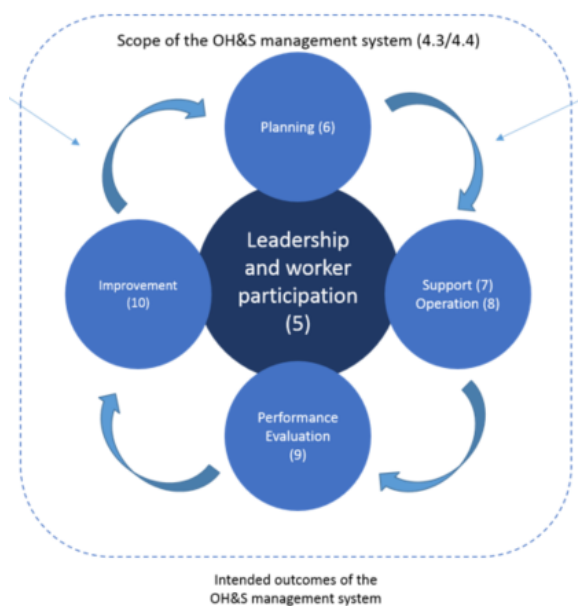 Scope of the OH&S management system (4.3/4.4)
Planning (6)
Leadership
and worker
participation
(5)
Improvement
(10)
Support (7)
Operation (8)
Performance
Evaluation
(9)
Intended outcomes of the
OH&S management system